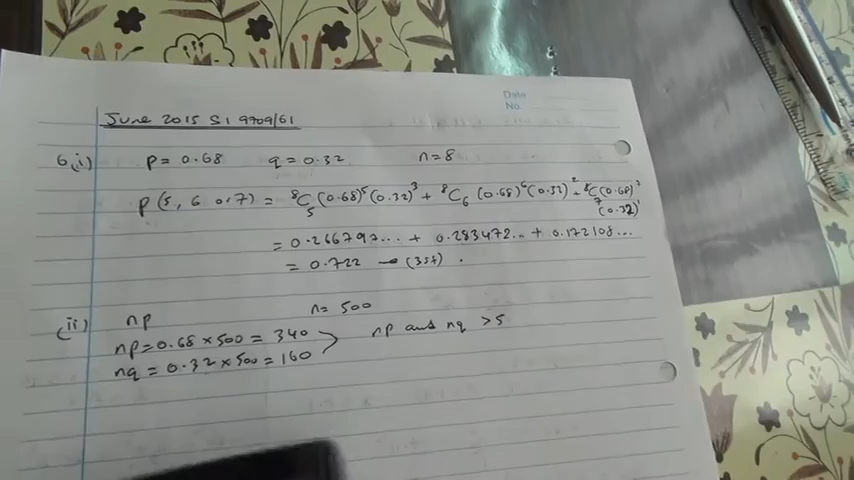 Date
No.
June 2015 S1 9709/61
6(i) p = 0.68 q = 0.32 n = 8
P(5, 6 or 7) = ⁸C₅ (0.68)⁵ (0.32)³ + ⁸C₆ (0.68)⁶ (0.32)² + ⁸C₇ (0.68)⁷
(0.32)¹
= 0.266797... + 0.283472.. + 0.172108...
= 0.722 → (3sf) .
(ii) np n = 500
np = 0.68 × 500 = 340
np and nq > 5
nq = 0.32 × 500 = 160